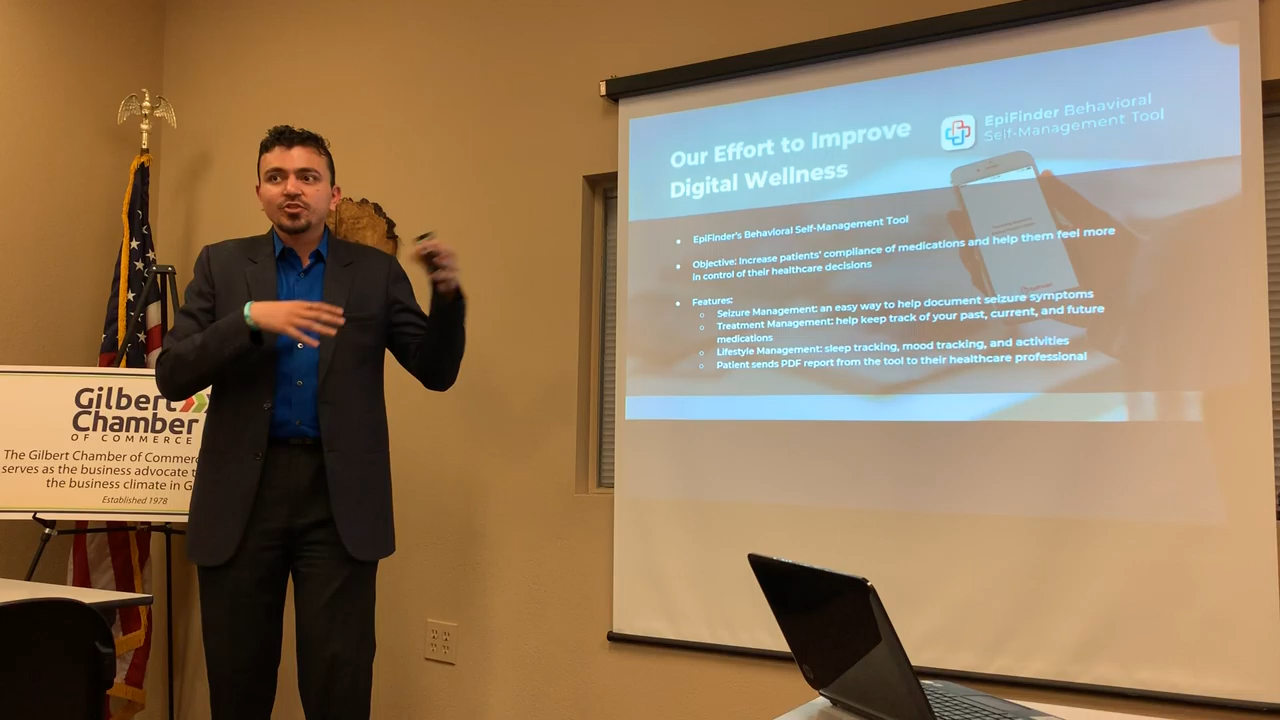 Gilbert
Chamber
OF COMMERCE
The Gilbert Chamber of Commerc
serves as the business advocate t
the business climate in G
Established 1978
Our Effort to Improve
Digital Wellness
EpiFinder Behavioral
Self-Management Tool
• EpiFinder's Behavioral Self-Management Tool
• Objective: Increase patients' compliance of medications and help them feel more
in control of their healthcare decisions
• Features:
○ Seizure Management: an easy way to help document seizure symptoms
○ Treatment Management: help keep track of your past, current, and future
medications
○ Lifestyle Management: sleep tracking, mood tracking, and activities
○ Patient sends PDF report from the tool to their healthcare professional